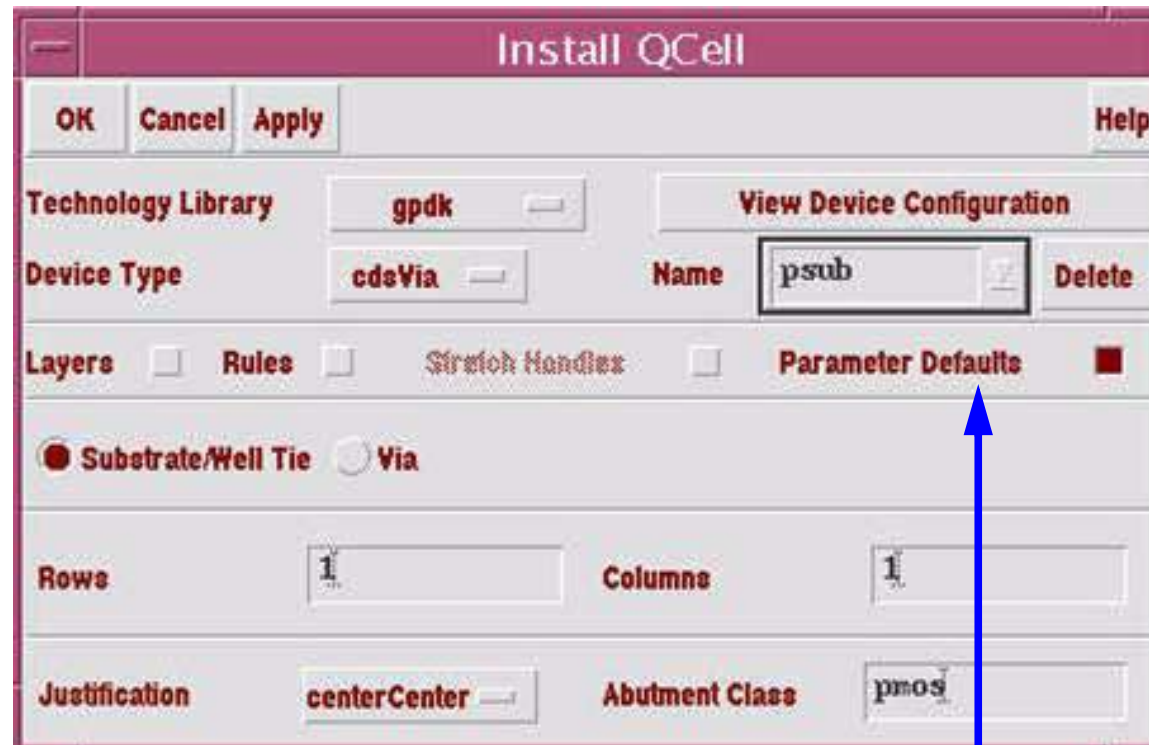 Install QCell
OK Cancel Apply Help
Technology Library gpdk View Device Configuration
Device Type cdsVia Name psub Delete
Layers Rules Stretch Handles Parameter Defaults
Substrate/Well Tie Via
Rows 1 Columns 1
Justification centerCenter Abutment Class pmos